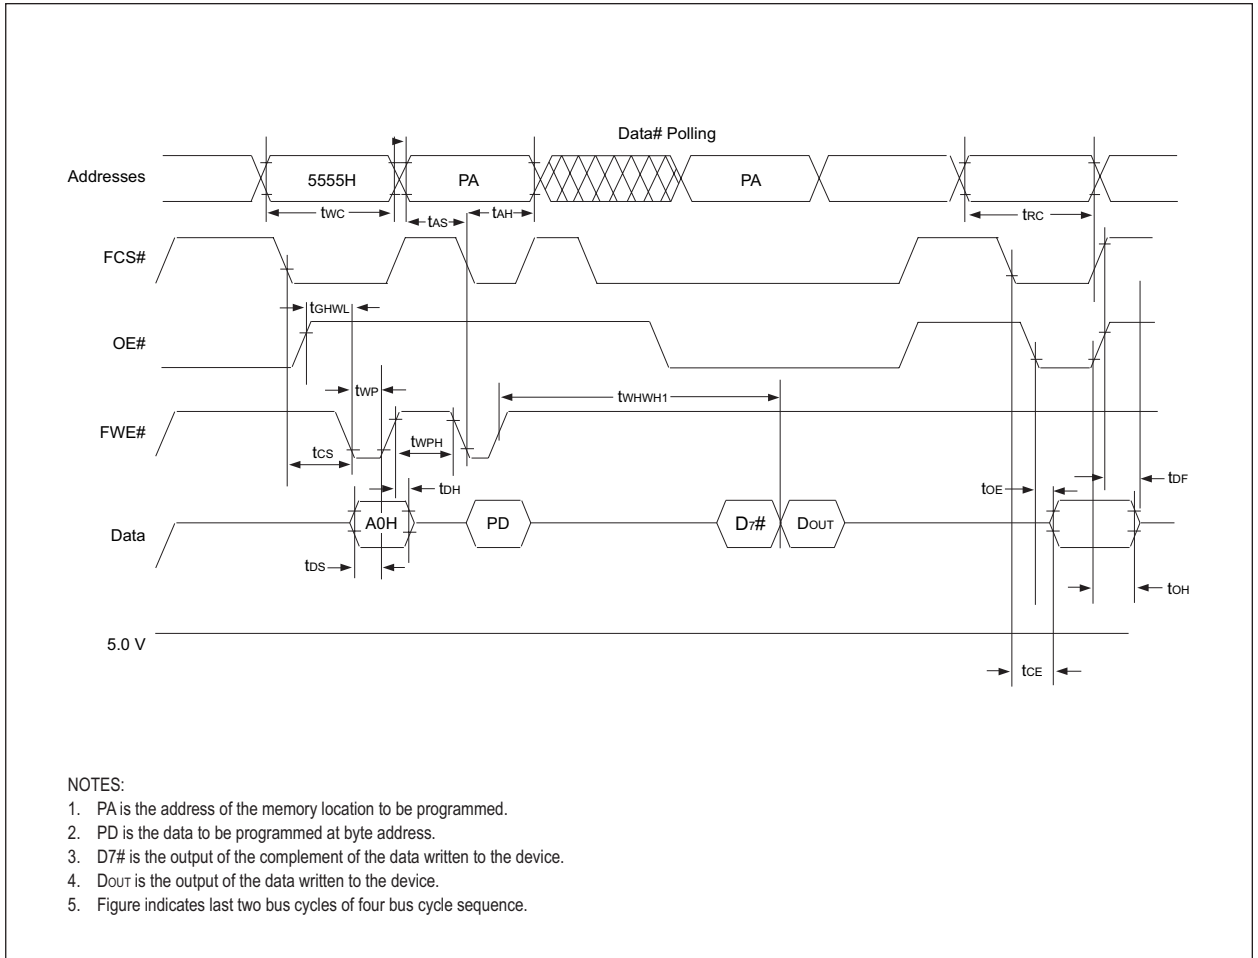 Data# Polling
Addresses 5555H PA PA
tWC tAS tAH tRC
FCS#
tGHWL
OE#
tWP tWHWH1
FWE#
tCS tWPH
tDH tOE tDF
Data A0H PD D7# DOUT
tDS tOH
5.0 V
tCE
NOTES:
1. PA is the address of the memory location to be programmed.
2. PD is the data to be programmed at byte address.
3. D7# is the output of the complement of the data written to the device.
4. DOUT is the output of the data written to the device.
5. Figure indicates last two bus cycles of four bus cycle sequence.